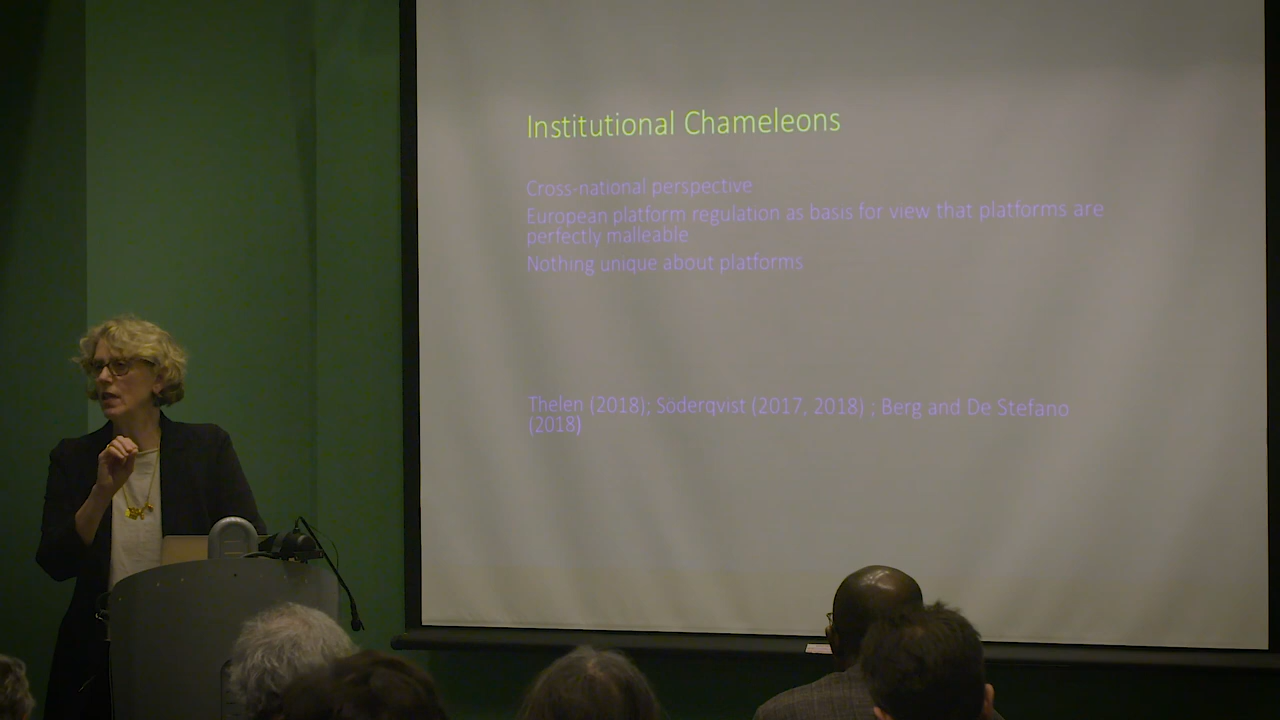 Institutional Chameleons
Cross-national perspective
European platform regulation as basis for view that platforms are
perfectly malleable
Nothing unique about platforms
Thelen (2018); Söderqvist (2017, 2018) ; Berg and De Stefano
(2018)